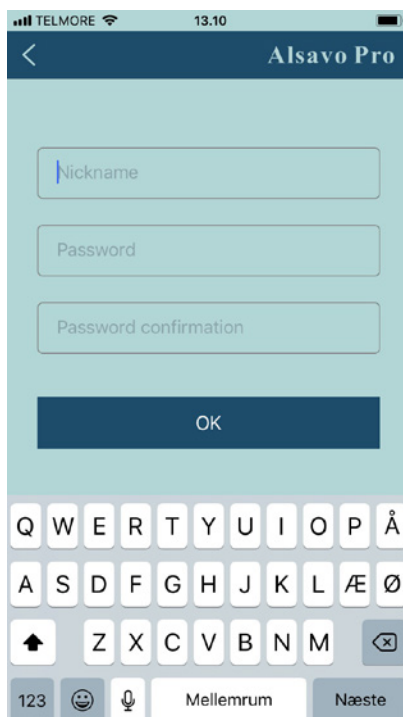 TELMORE 13.10
Alsavo Pro
Nickname
Password
Password confirmation
OK
Q W E R T Y U I O P Å
A S D F G H J K L Æ Ø
Z X C V B N M
123 Mellemrum Næste